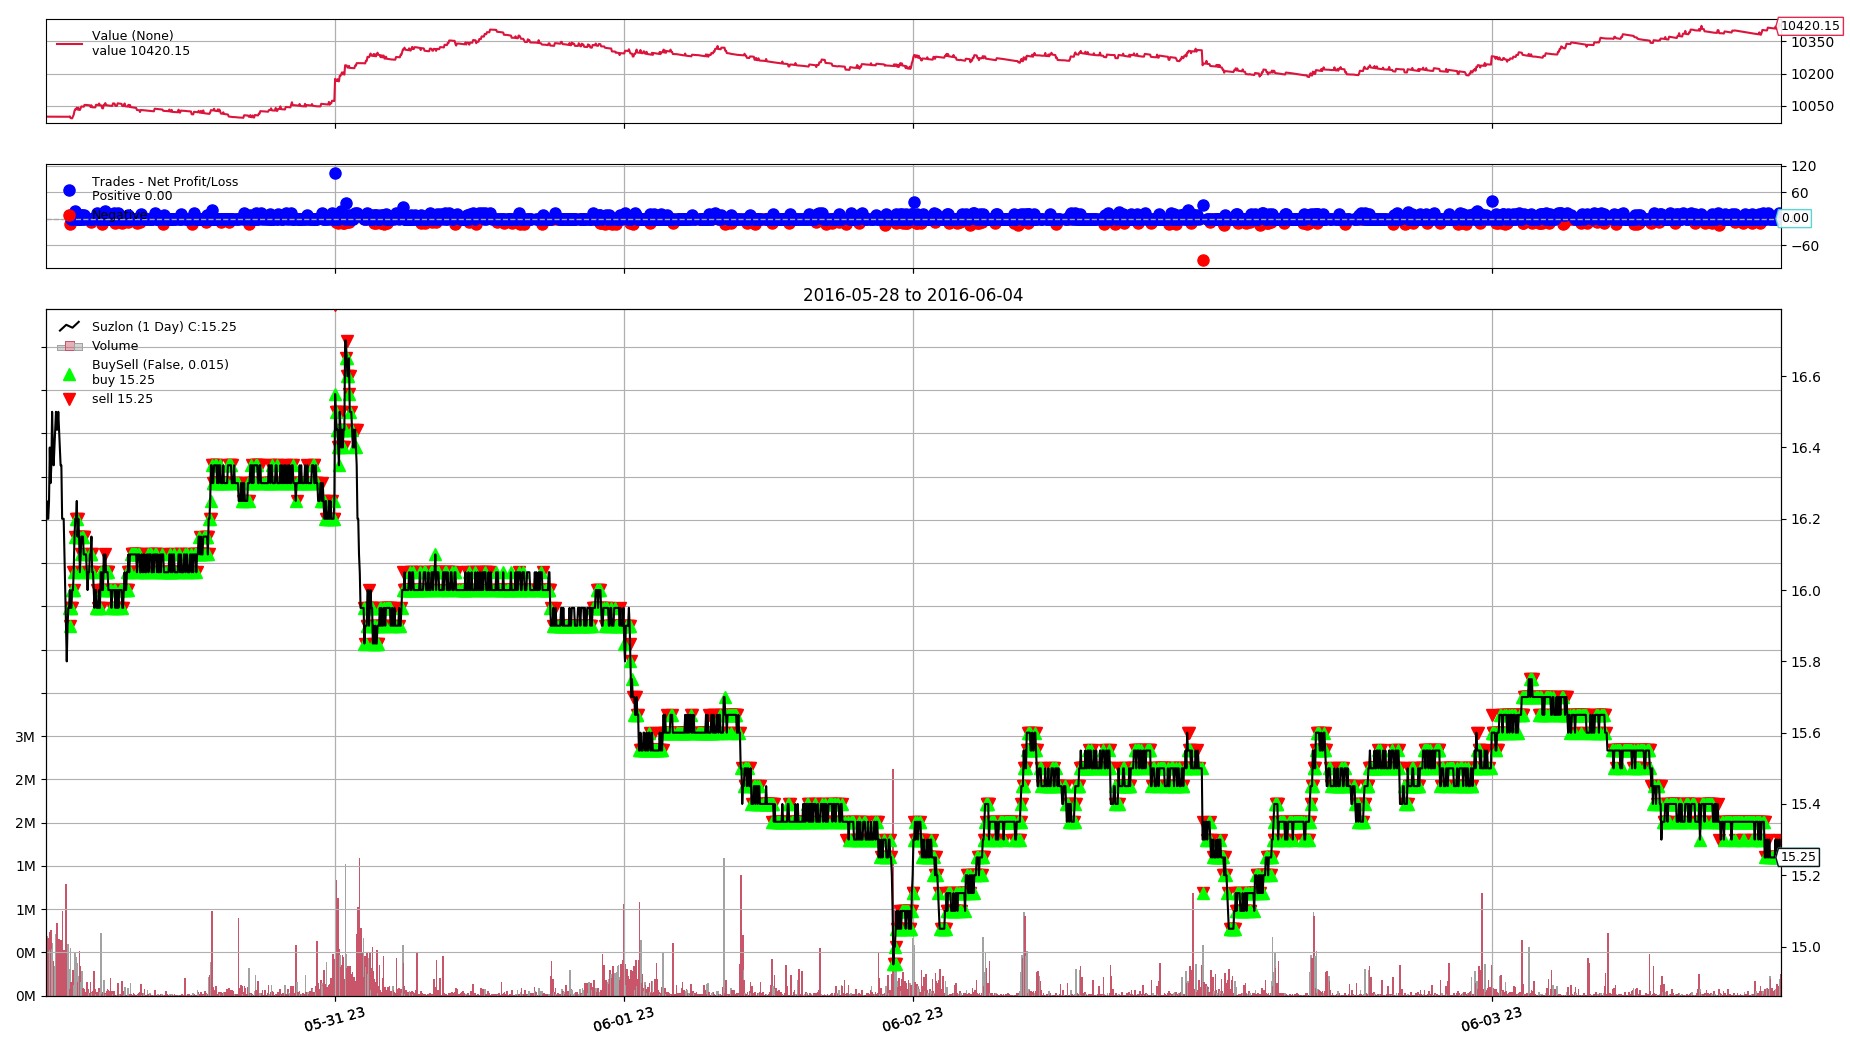 Value (None)
value 10420.15
10420.15
10350
10200
10050
Trades - Net Profit/Loss
Positive 0.00
Negative
120
60
0.00
−60
2016-05-28 to 2016-06-04
Suzlon (1 Day) C:15.25
Volume
BuySell (False, 0.015)
buy 15.25
sell 15.25
16.6
16.4
16.2
16.0
15.8
15.6
15.4
15.25
15.2
15.0
3M
2M
2M
1M
1M
0M
0M
05-31 23
06-01 23
06-02 23
06-03 23